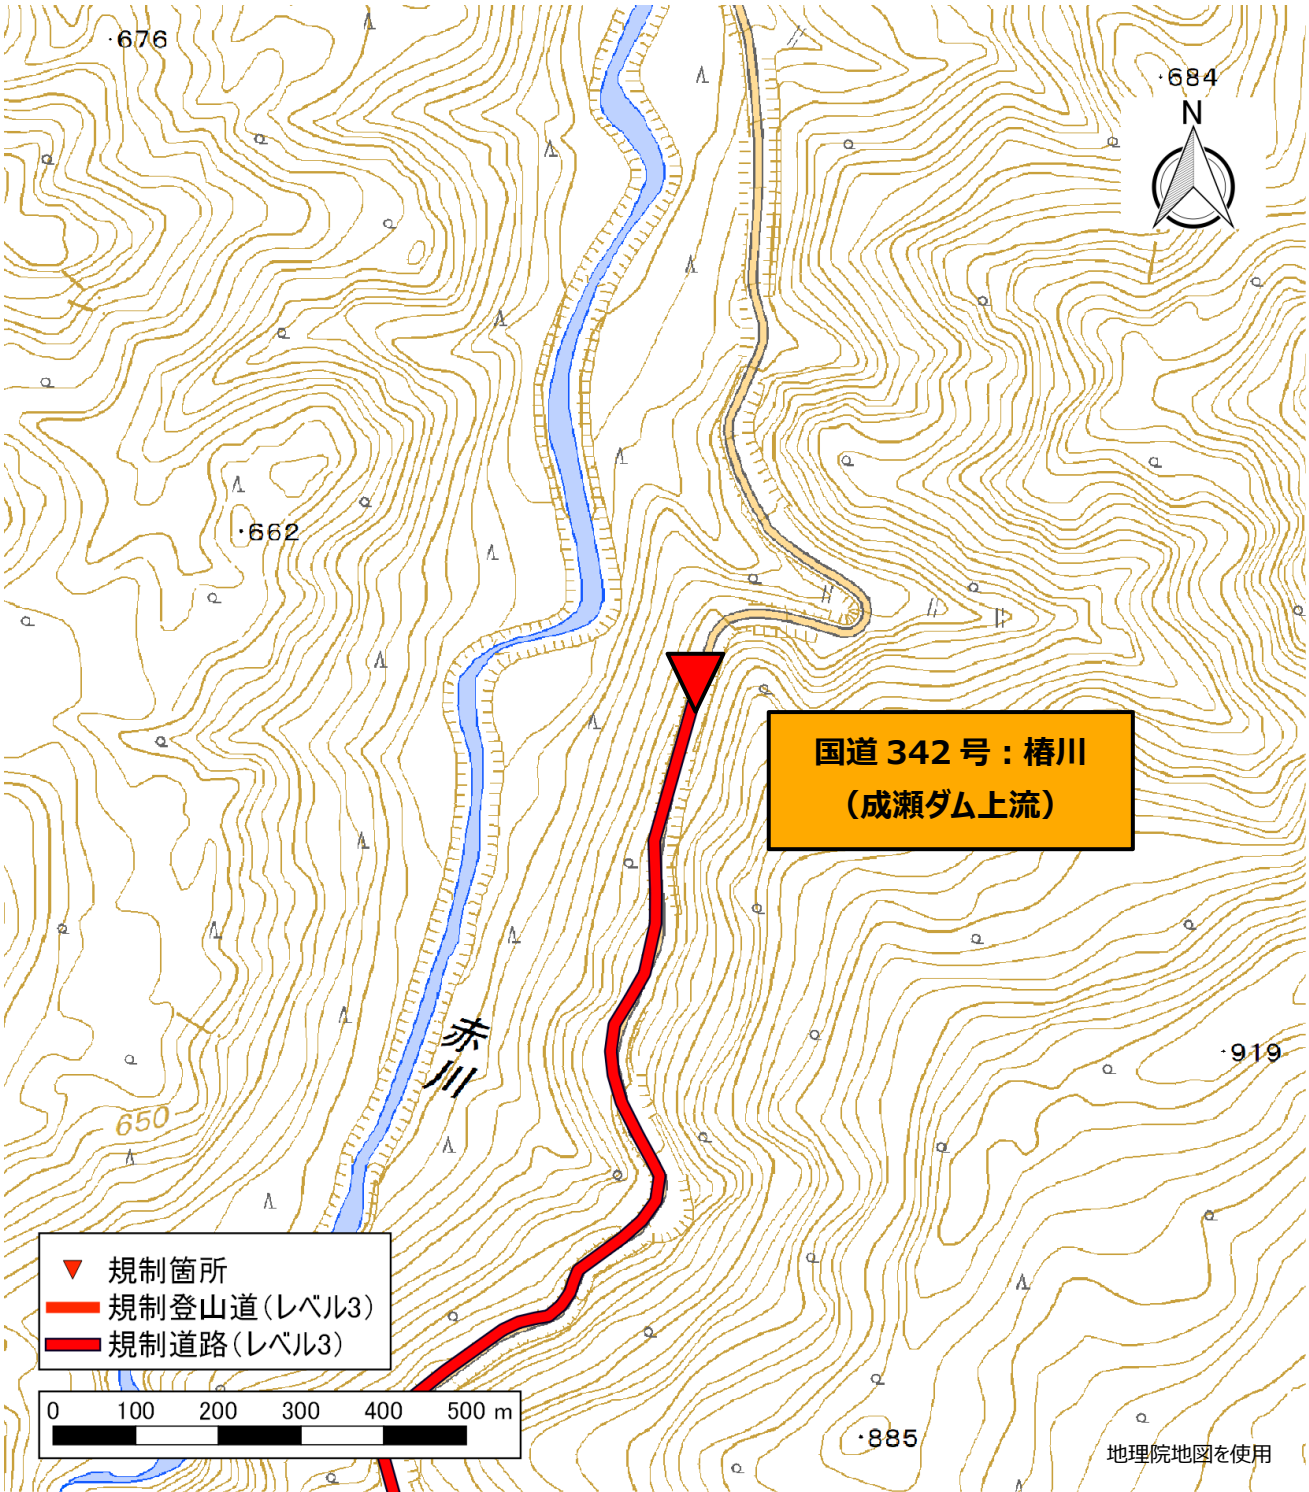 676
684
N
662
国道 342 号：椿川
（成瀬ダム上流）
赤川
919
650
規制箇所
規制登山道（レベル3）
規制道路（レベル3）
0 100 200 300 400 500 m
885
地理院地図を使用